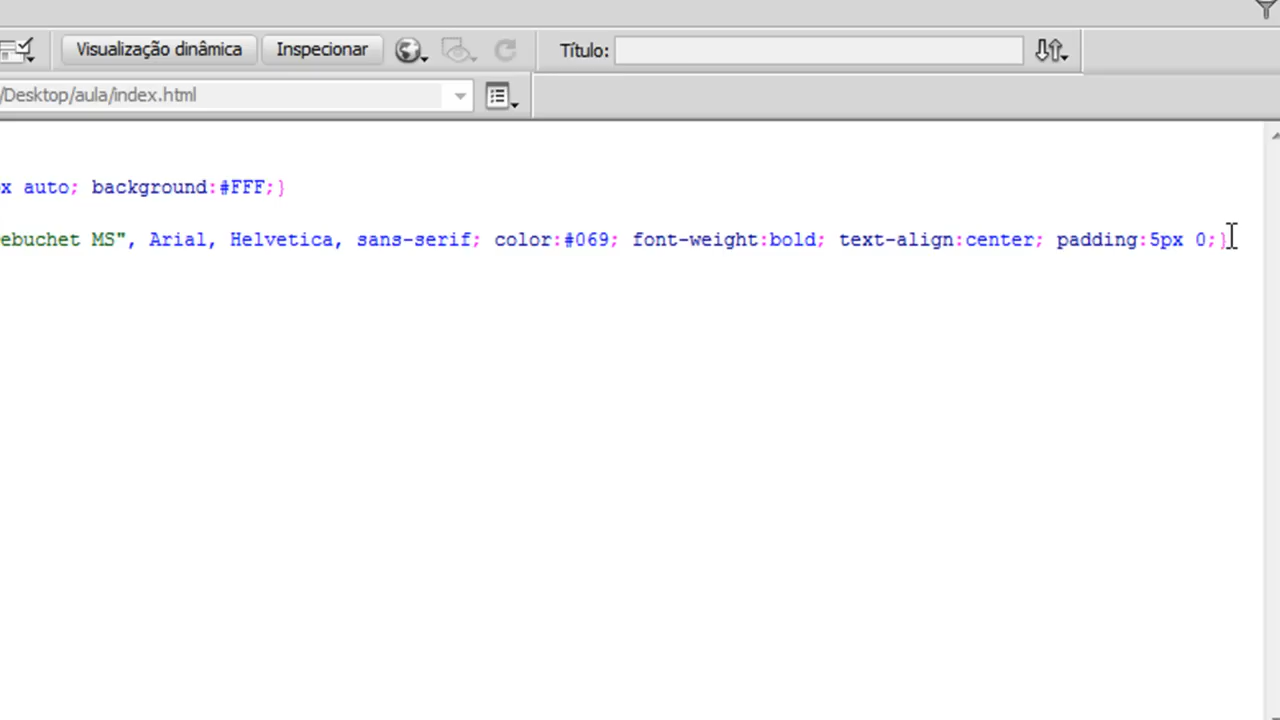 Visualização dinâmica Inspecionar Título:
/Desktop/aula/index.html
x auto; background:#FFF;}
ebuchet MS", Arial, Helvetica, sans-serif; color:#069; font-weight:bold; text-align:center; padding:5px 0;}